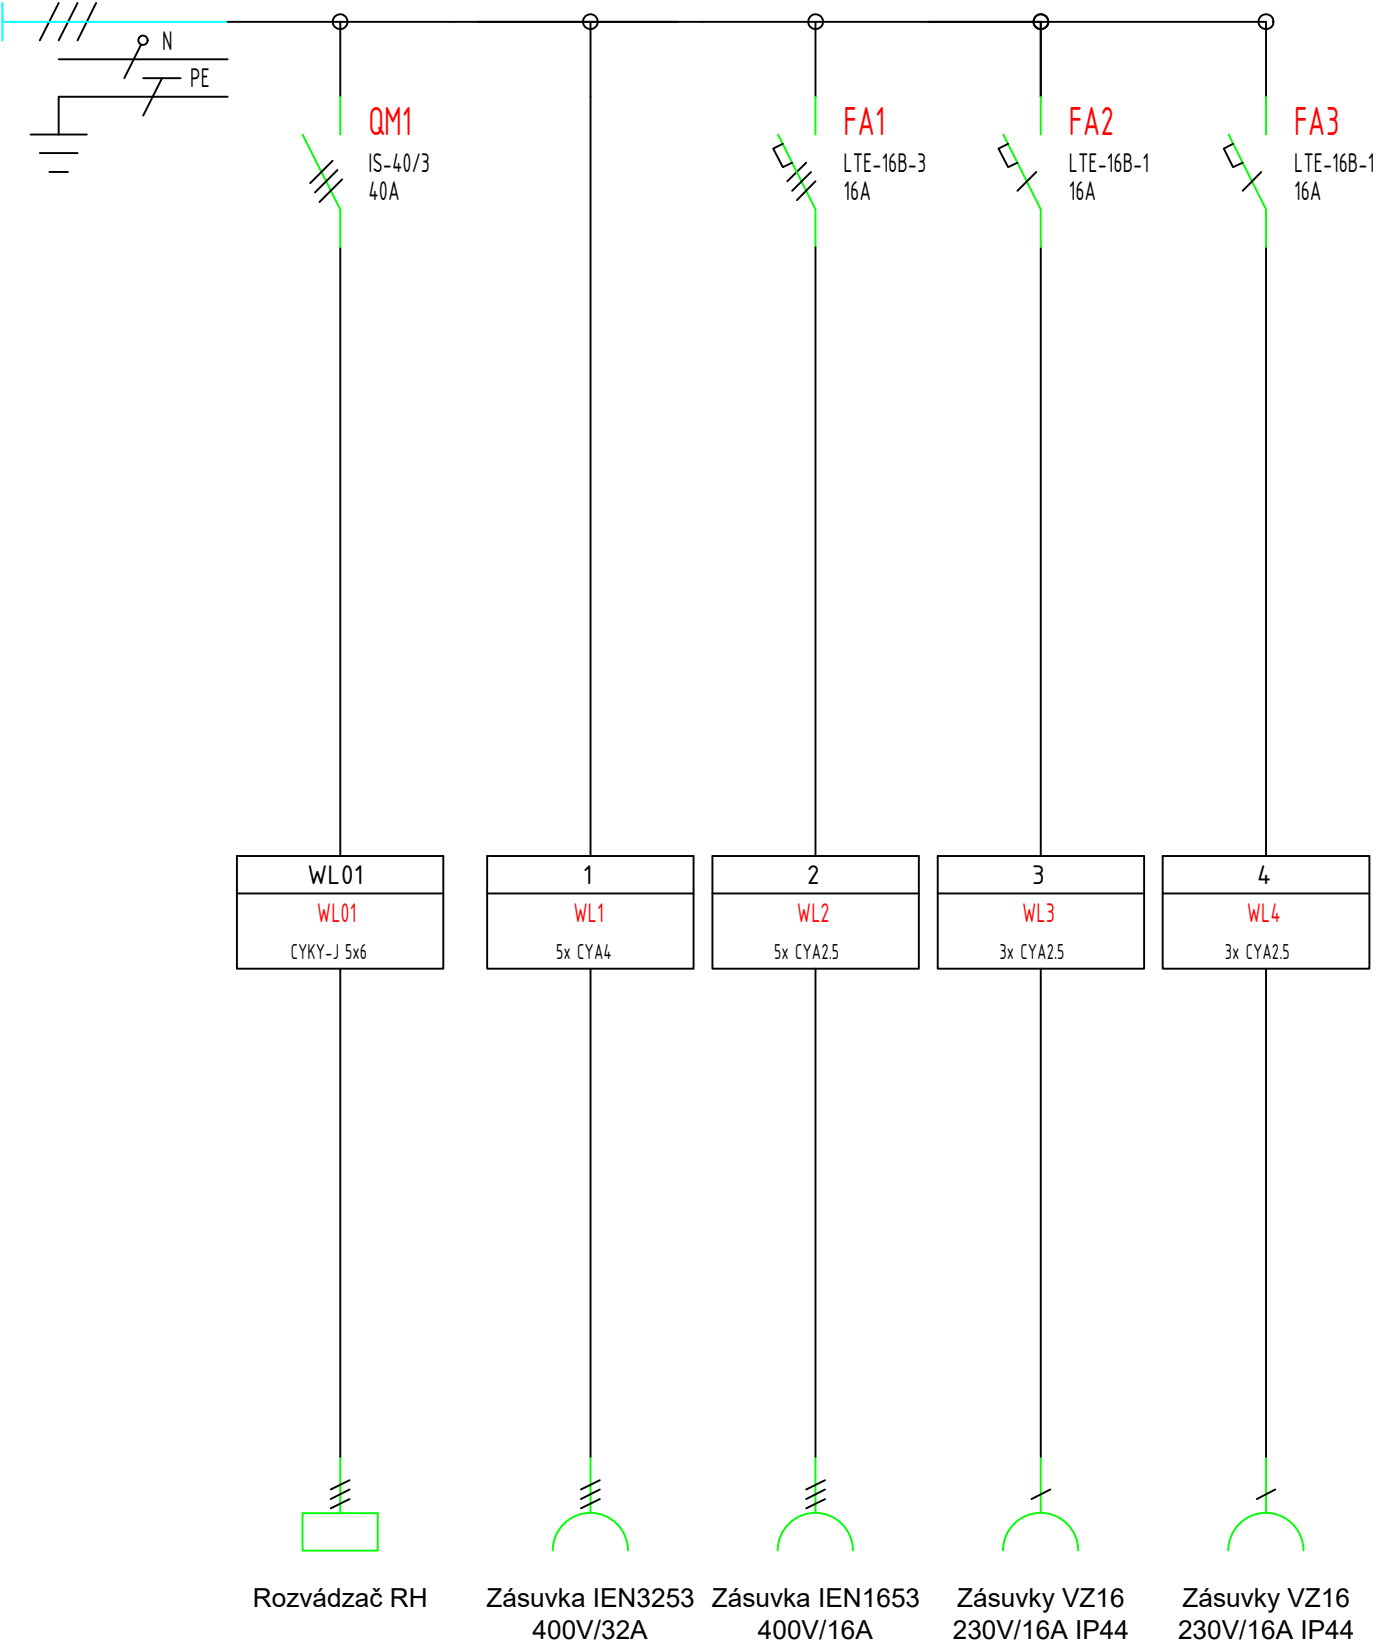 N
PE
QM1
IS-40/3
40A
FA1
LTE-16B-3
16A
FA2
LTE-16B-1
16A
FA3
LTE-16B-1
16A
WL01
WL01
CYKY-J 5x6
1
WL1
5x CYA4
2
WL2
5x CYA2.5
3
WL3
3x CYA2.5
4
WL4
3x CYA2.5
Rozvádzač RH
Zásuvka IEN3253
400V/32A
Zásuvka IEN1653
400V/16A
Zásuvky VZ16
230V/16A IP44
Zásuvky VZ16
230V/16A IP44